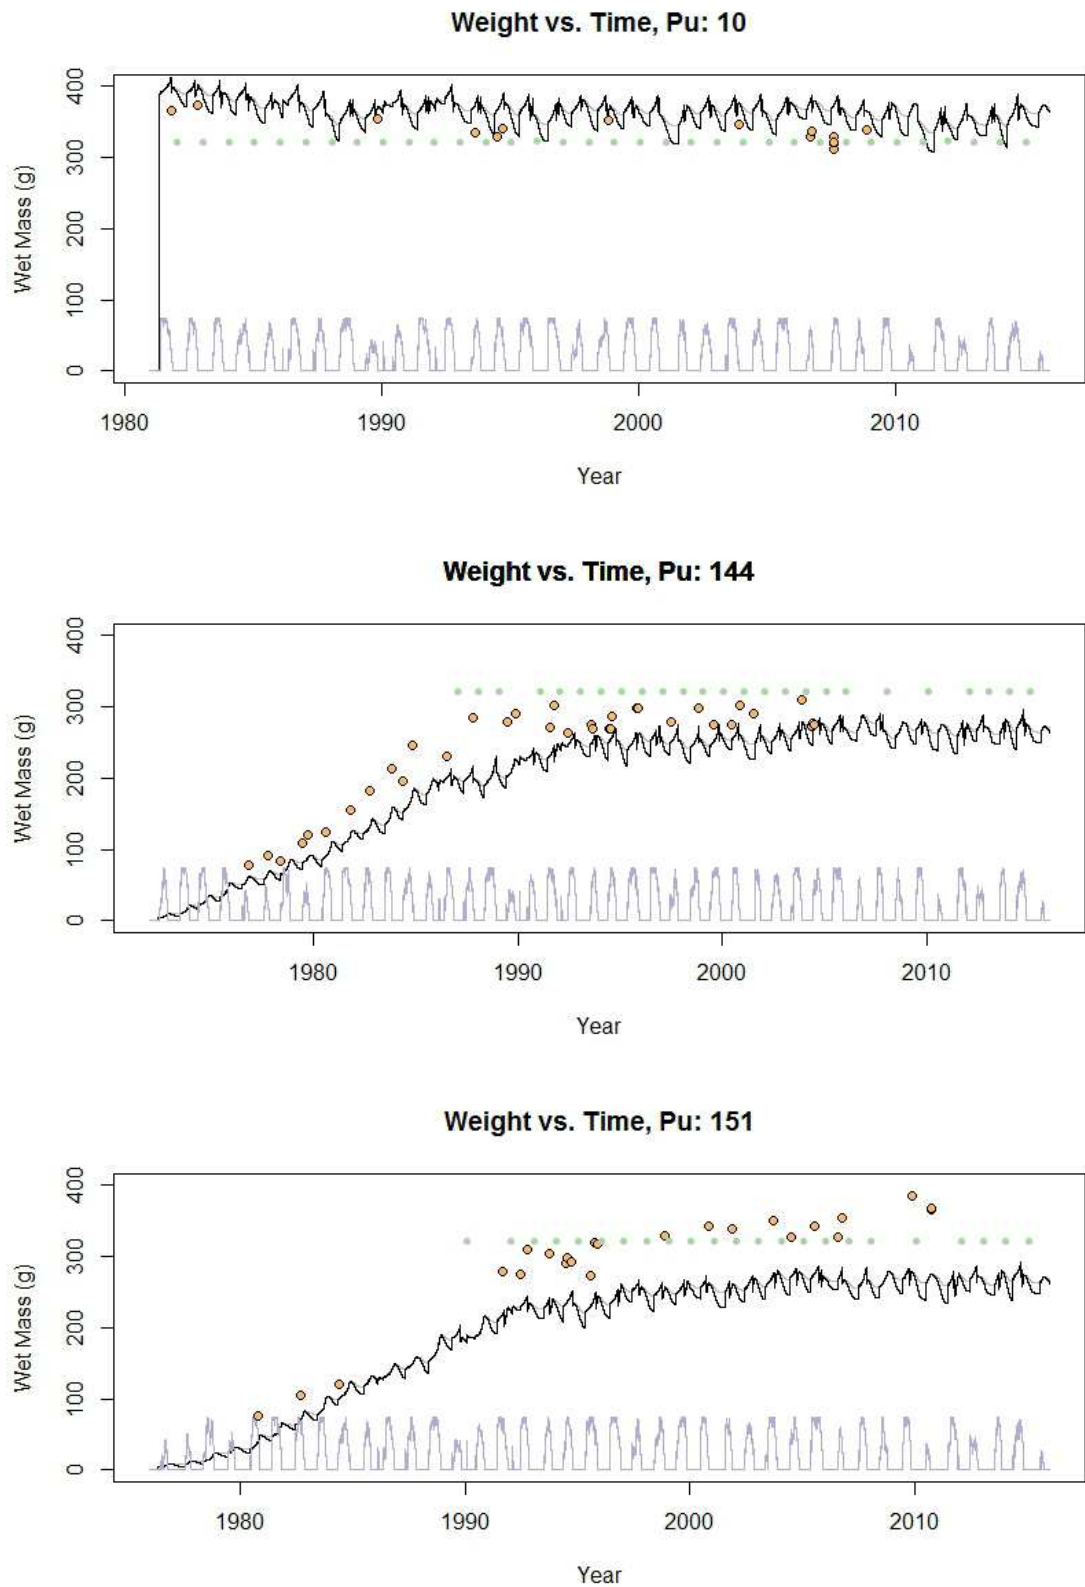 Weight vs. Time, Pu: 10
400
300
200
100
0
Wet Mass (g)
1980 1990 2000 2010
Year
Weight vs. Time, Pu: 144
400
300
200
100
0
Wet Mass (g)
1980 1990 2000 2010
Year
Weight vs. Time, Pu: 151
400
300
200
100
0
Wet Mass (g)
1980 1990 2000 2010
Year